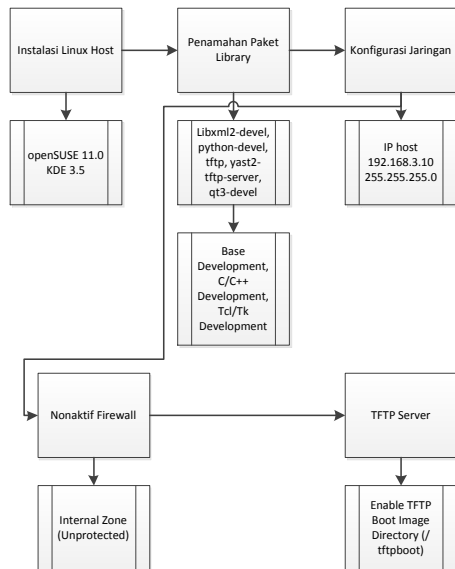 Instalasi Linux Host
Penamahan Paket
Library
Konfigurasi Jaringan
openSUSE 11.0
KDE 3.5
Libxml2-devel,
python-devel,
tftp, yast2-
tftp-server,
qt3-devel
IP host
192.168.3.10
255.255.255.0
Base
Development,
C/C++
Development,
Tcl/Tk
Development
Nonaktif Firewall
TFTP Server
Internal Zone
(Unprotected)
Enable TFTP
Boot Image
Directory (/
tftpboot)